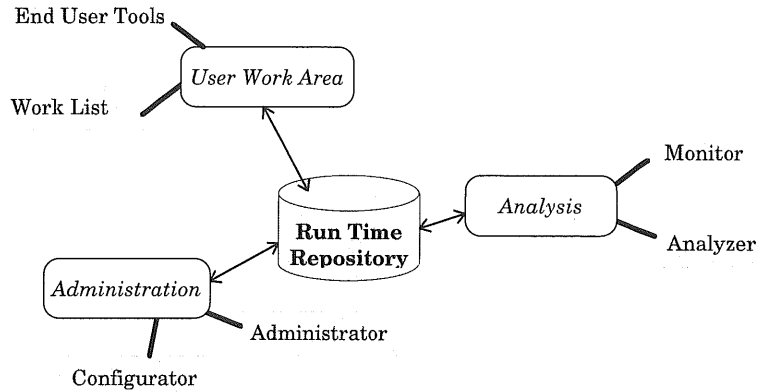 End User Tools
User Work Area
Work List
Monitor
Analysis
Run Time
Repository
Analyzer
Administration
Administrator
Configurator